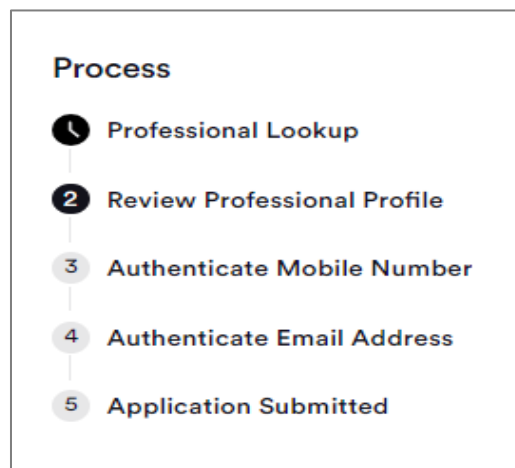 Process
Professional Lookup
2 Review Professional Profile
3 Authenticate Mobile Number
4 Authenticate Email Address
5 Application Submitted